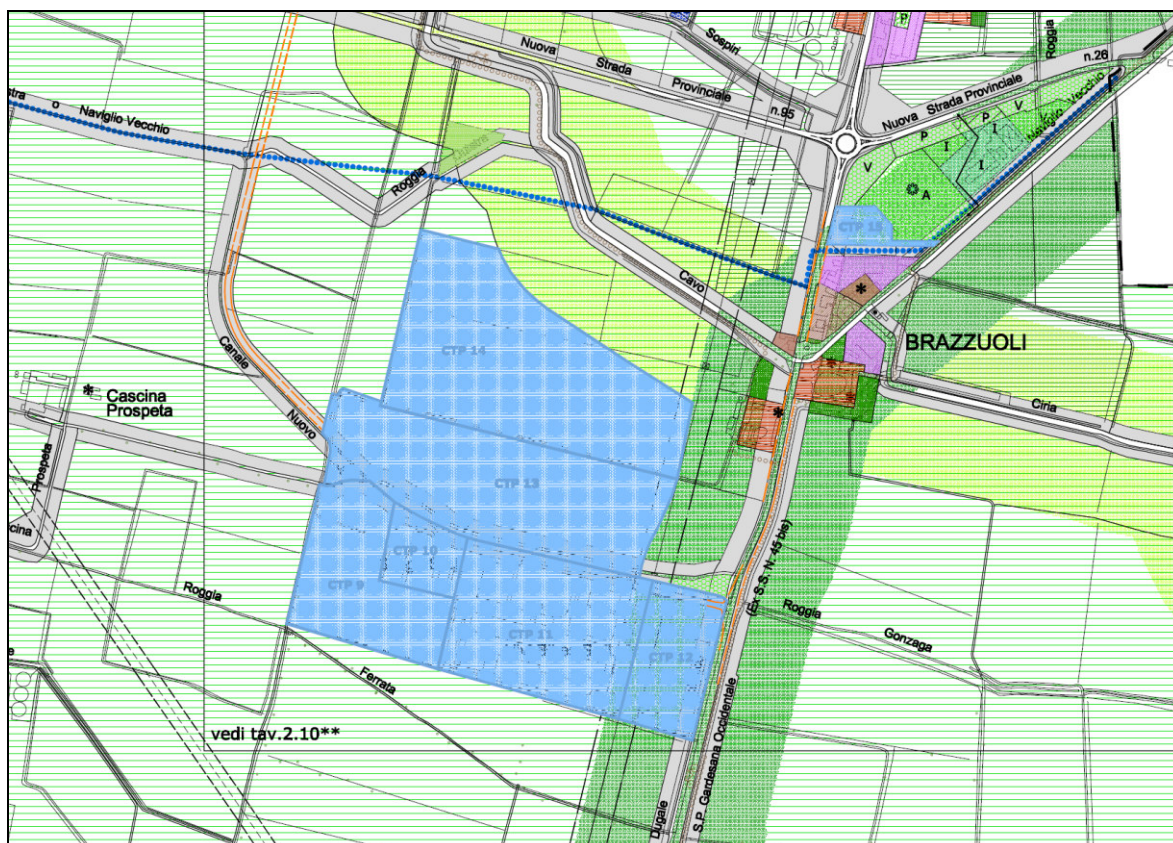 Sospiri
Roggia
P
Nuova
Strada
Provinciale
n.95
Nuova Strada Provinciale
n.26
Naviglio Vecchio
V
P
P
V
I
I
I
A
ntra o Naviglio Vecchio
Roggia
CTP 15
Cavo
BRAZZUOLI
CTP 14
Canale
Nuovo
Cascina
Prospeta
Ciria
Prospeta
CTP 13
cina
CTP 10
CTP 9
CTP 11
CTP 12
(Ex S.S. N. 45 bis)
Roggia
Gonzaga
Roggia
Ferrata
vedi tav.2.10**
Dugale
S.P. Gardesana Occidentale